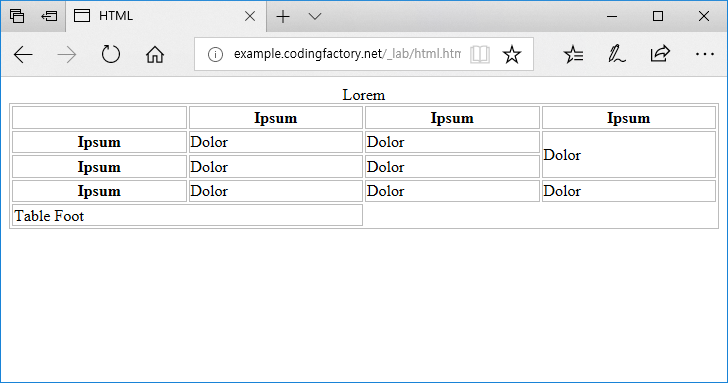 HTML
example.codingfactory.net/_lab/html.htm
Lorem
Ipsum Ipsum Ipsum
Ipsum Dolor Dolor Dolor
Ipsum Dolor Dolor
Ipsum Dolor Dolor Dolor
Table Foot